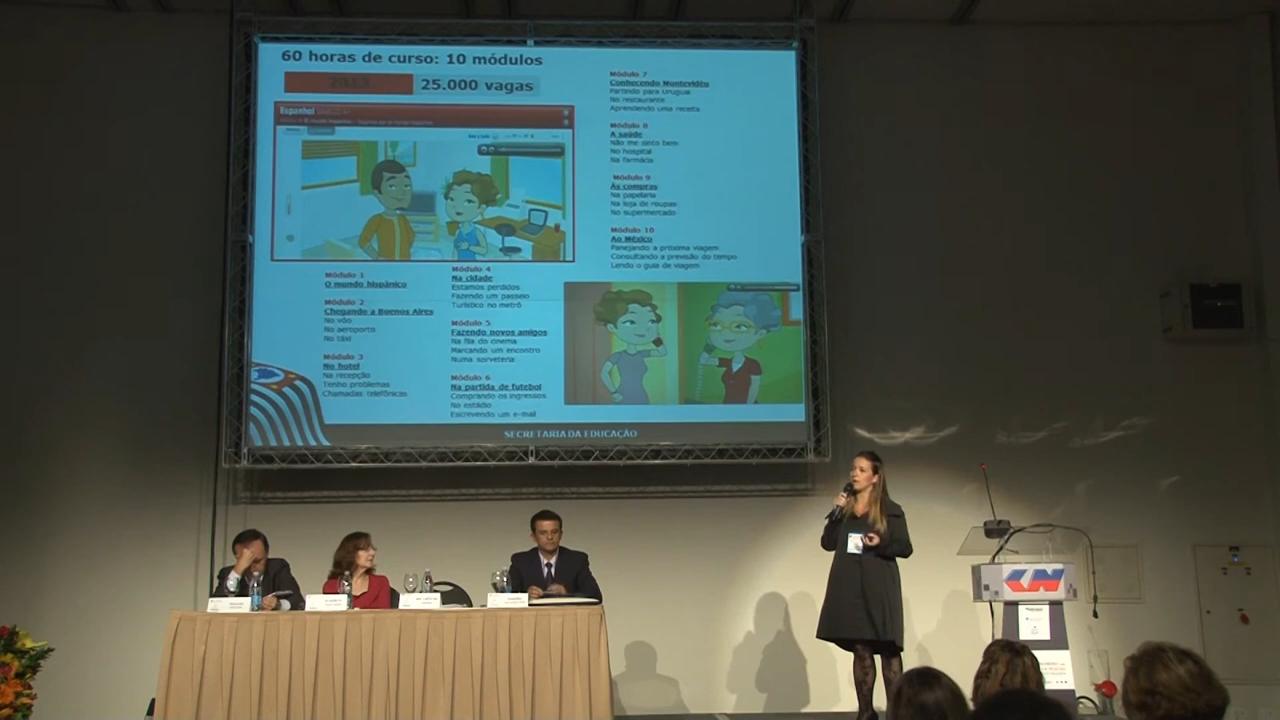 60 horas de curso: 10 módulos
25.000 vagas
Espanhol
Módulo 1
O mundo hispânico
Módulo 2
Chegando a Buenos Aires
No vôo
No aeroporto
No táxi
Módulo 3
No hotel
Na recepção
Tenho problemas
Chamadas telefônicas
Módulo 4
Na cidade
Estamos perdidos
Fazendo um passeio
Turístico no metrô
Módulo 5
Fazendo novos amigos
Na fila do cinema
Marcando um encontro
Numa sorveteria
Módulo 6
Na partida de futebol
Comprando os ingressos
No estádio
Escrevendo um e-mail
Módulo 7
Conhecendo Montevidéu
Partindo para Uruguai
No restaurante
Aprendendo uma receita
Módulo 8
A saúde
Não me sinto bem
No hospital
Na farmácia
Módulo 9
Às compras
Na papelaria
Na loja de roupas
No supermercado
Módulo 10
Ao México
Panejando a próxima viagem
Consultando a previsão do tempo
Lendo o guia de viagem
SECRETARIA DA EDUCAÇÃO